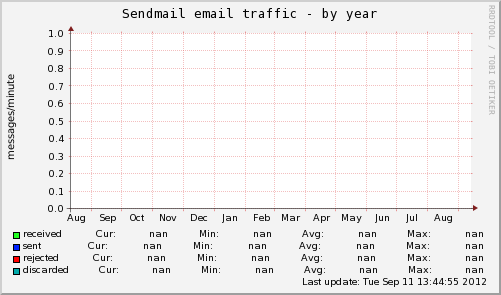 Sendmail email traffic - by year
RRDTOOL / TOBI OETIKER
messages/minute
1.0
0.9
0.8
0.7
0.6
0.5
0.4
0.3
0.2
0.1
0.0
Aug Sep Oct Nov Dec Jan Feb Mar Apr May Jun Jul Aug
received Cur: nan Min: nan Avg: nan Max: nan
sent Cur: nan Min: nan Avg: nan Max: nan
rejected Cur: nan Min: nan Avg: nan Max: nan
discarded Cur: nan Min: nan Avg: nan Max: nan
Last update: Tue Sep 11 13:44:55 2012